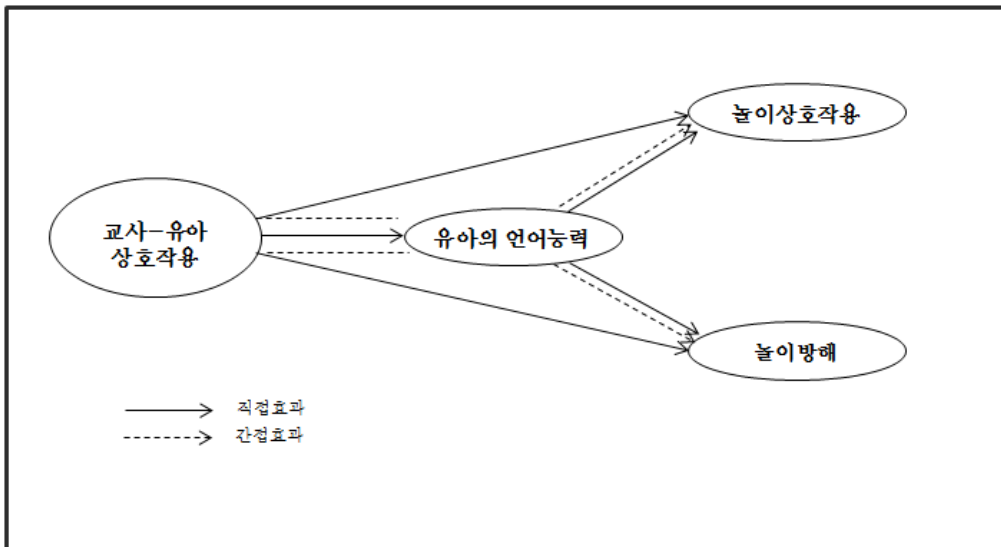 놀이상호작용
교사-유아
상호작용
유아의 언어능력
놀이방해
직접효과
간접효과